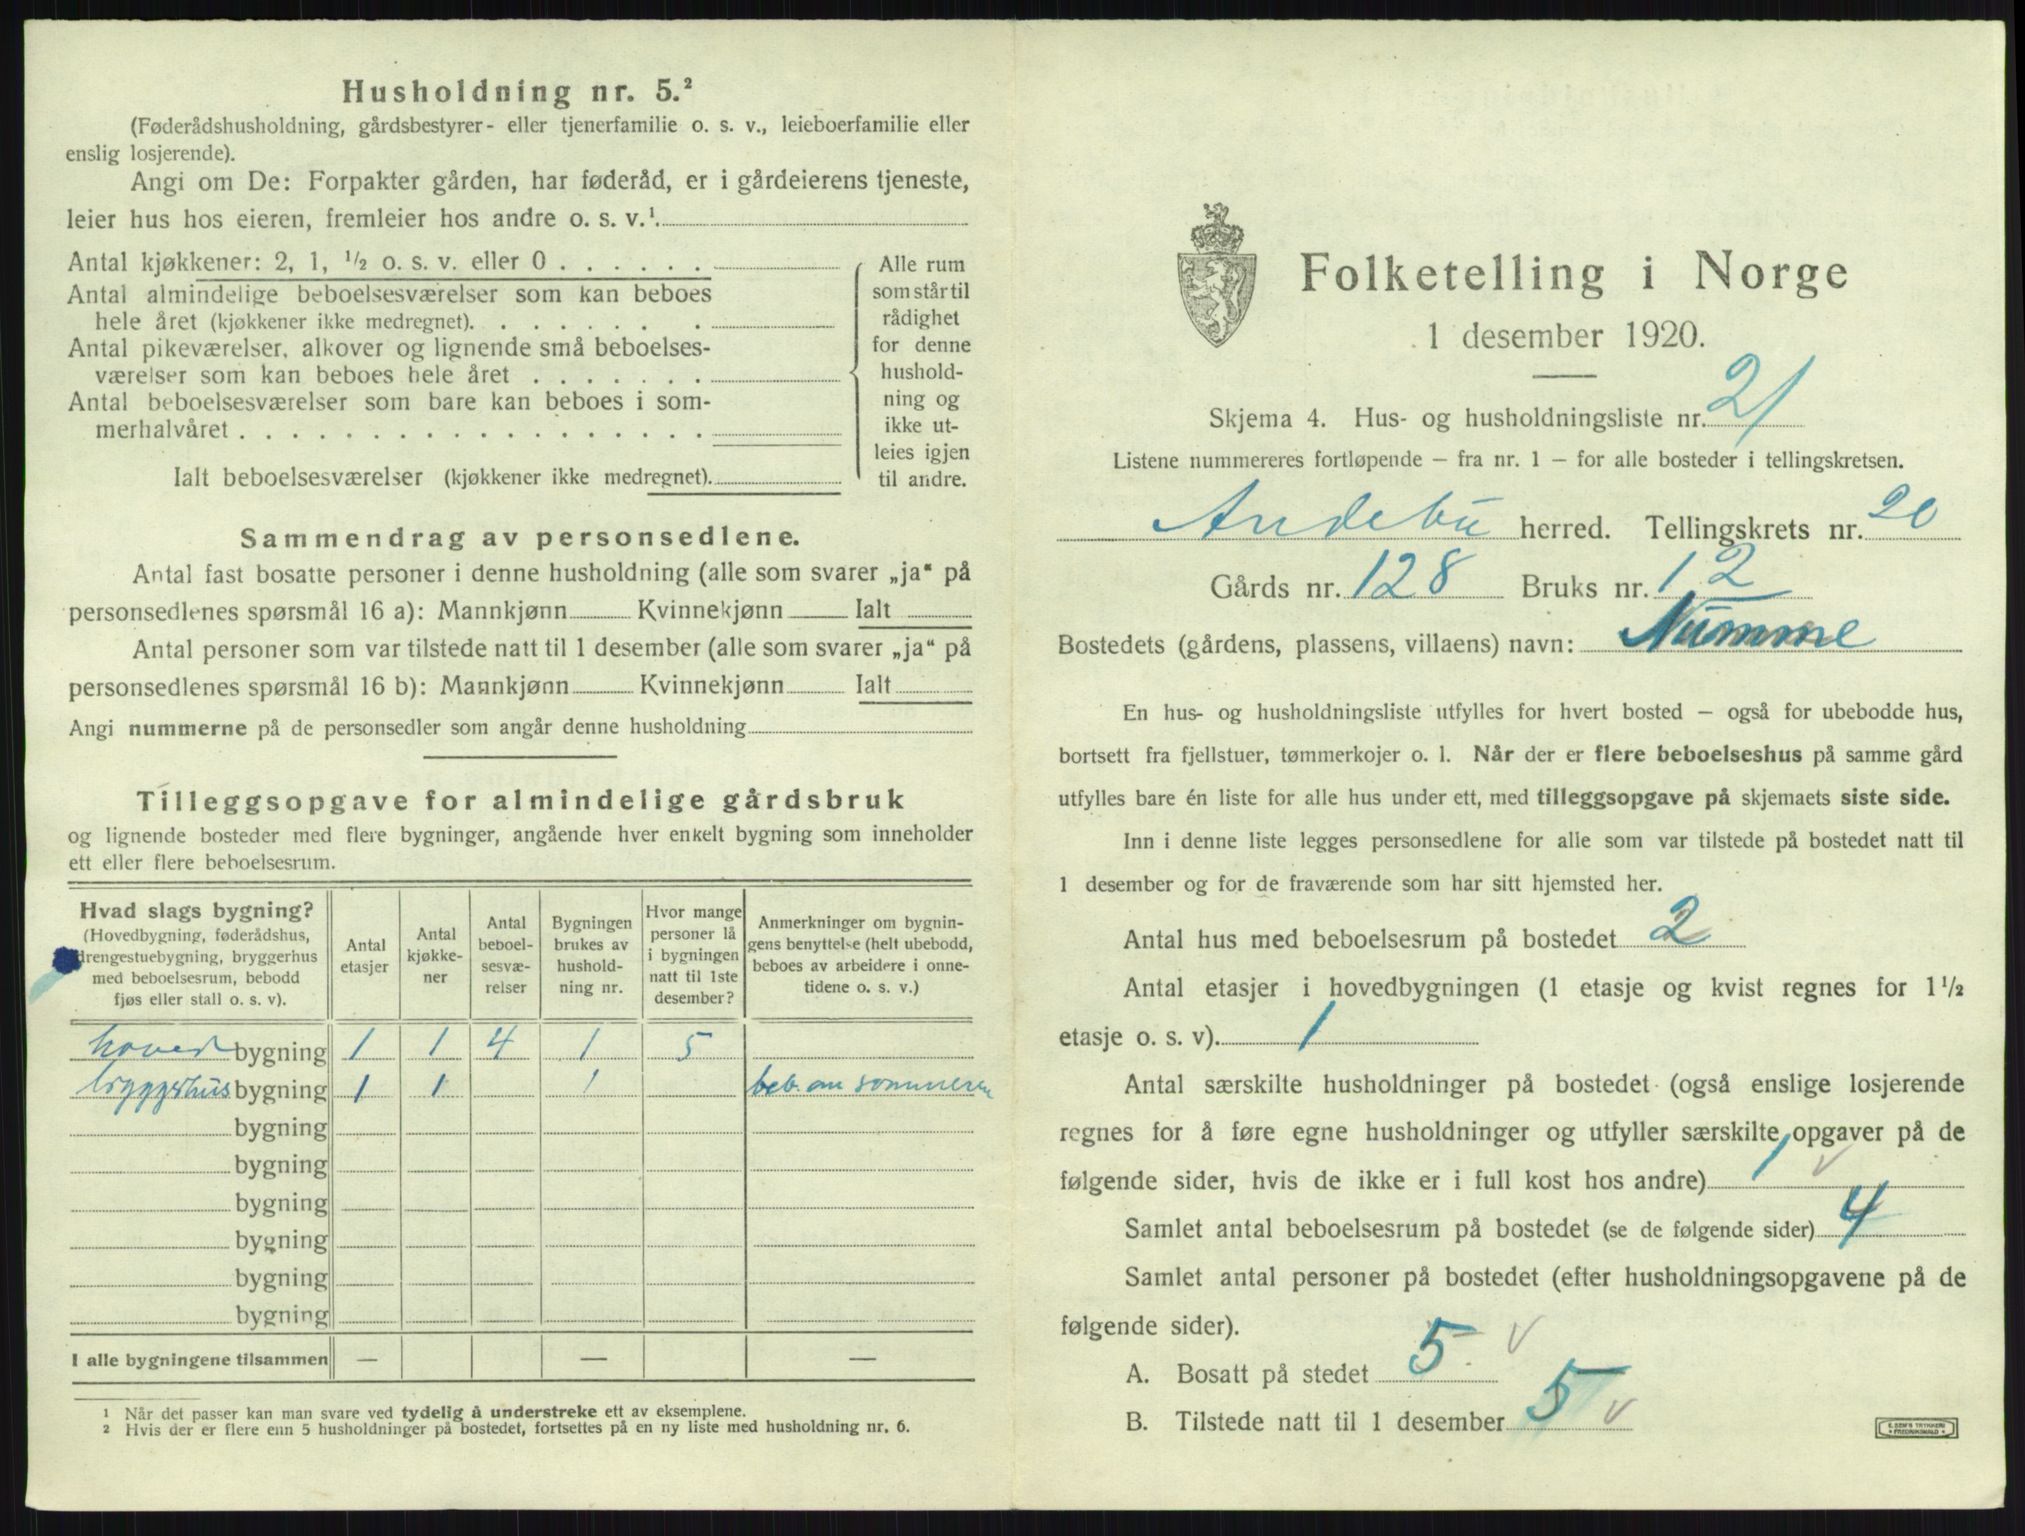 Husholdning nr. 5.²
(Føderådshusholdning, gårdsbestyrer- eller tjenerfamilie o. s. v., leieboerfamilie eller
enslig losjerende).
Angi om De: Forpakter gården, har føderåd, er i gårdeierens tjeneste,
leier hus hos eieren, fremleier hos andre o. s. v.¹.
Antal kjøkkener: 2, 1, ½ o. s. v. eller 0 . . . . . .
Antal almindelige beboelsesværelser som kan beboes
hele året (kjøkkener ikke medregnet). . . . . . . .
Antal pikeværelser, alkover og lignende små beboelses-
værelser som kan beboes hele året . . . . . . .
Antal beboelsesværelser som bare kan beboes i som-
merhalvåret . . . . . . . . . . . . . . . . . .
Ialt beboelsesværelser (kjøkkener ikke medregnet).
Alle rum
som står til
rådighet
for denne
hushold-
ning og
ikke ut-
leies igjen
til andre.
Sammendrag av personsedlene.
Antal fast bosatte personer i denne husholdning (alle som svarer „ja“ på
personsedlenes spørsmål 16 a): Mannkjønn Kvinnekjønn Ialt
Antal personer som var tilstede natt til 1 desember (alle som svarer „ja“ på
personsedlenes spørsmål 16 b): Mannkjønn Kvinnekjønn Ialt
Angi nummerne på de personsedler som angår denne husholdning
Tilleggsopgave for almindelige gårdsbruk
og lignende bosteder med flere bygninger, angående hver enkelt bygning som inneholder
ett eller flere beboelsesrum.
Hvad slags bygning?
(Hovedbygning, føderådshus,
drengestuebygning, bryggerhus
med beboelsesrum, bebodd
fjøs eller stall o. s. v).
Antal
etasjer
Antal
kjøkke-
ner
Antal
beboel-
sesvæ-
relser
Bygningen
brukes av
hushold-
ning nr.
Hvor mange
personer lå
i bygningen
natt til 1ste
desember?
Anmerkninger om bygnin-
gens benyttelse (helt ubebodd,
beboes av arbeidere i onne-
tidene o. s. v.)
hoved bygning 1 1 4 1 5
bryggerhus bygning 1 1 1 beb. om sommeren
bygning
bygning
bygning
bygning
bygning
bygning
I alle bygningene tilsammen — — —
¹ Når det passer kan man svare ved tydelig å understreke ett av eksemplene.
² Hvis der er flere enn 5 husholdninger på bostedet, fortsettes på en ny liste med husholdning nr. 6.
Folketelling i Norge
1 desember 1920.
Skjema 4. Hus- og husholdningsliste nr. 21
Listene nummereres fortløpende – fra nr. 1 – for alle bosteder i tellingskretsen.
Andebu herred. Tellingskrets nr. 20
Gårds nr. 128 Bruks nr. 12
Bostedets (gårdens, plassens, villaens) navn: Numme
En hus- og husholdningsliste utfylles for hvert bosted – også for ubebodde hus,
bortsett fra fjellstuer, tømmerkojer o. l. Når der er flere beboelseshus på samme gård
utfylles bare én liste for alle hus under ett, med tilleggsopgave på skjemaets siste side.
Inn i denne liste legges personsedlene for alle som var tilstede på bostedet natt til
1 desember og for de fraværende som har sitt hjemsted her.
Antal hus med beboelsesrum på bostedet 2
Antal etasjer i hovedbygningen (1 etasje og kvist regnes for 1½
etasje o. s. v). 1
Antal særskilte husholdninger på bostedet (også enslige losjerende
regnes for å føre egne husholdninger og utfyller særskilte opgaver på de
følgende sider, hvis de ikke er i full kost hos andre) 1 v
Samlet antal beboelsesrum på bostedet (se de følgende sider) 4
Samlet antal personer på bostedet (efter husholdningsopgavene på de
følgende sider).
A. Bosatt på stedet 5 v
B. Tilstede natt til 1 desember 5 v
E. SEM'S TRYKKERI
FREDRIKSHALD